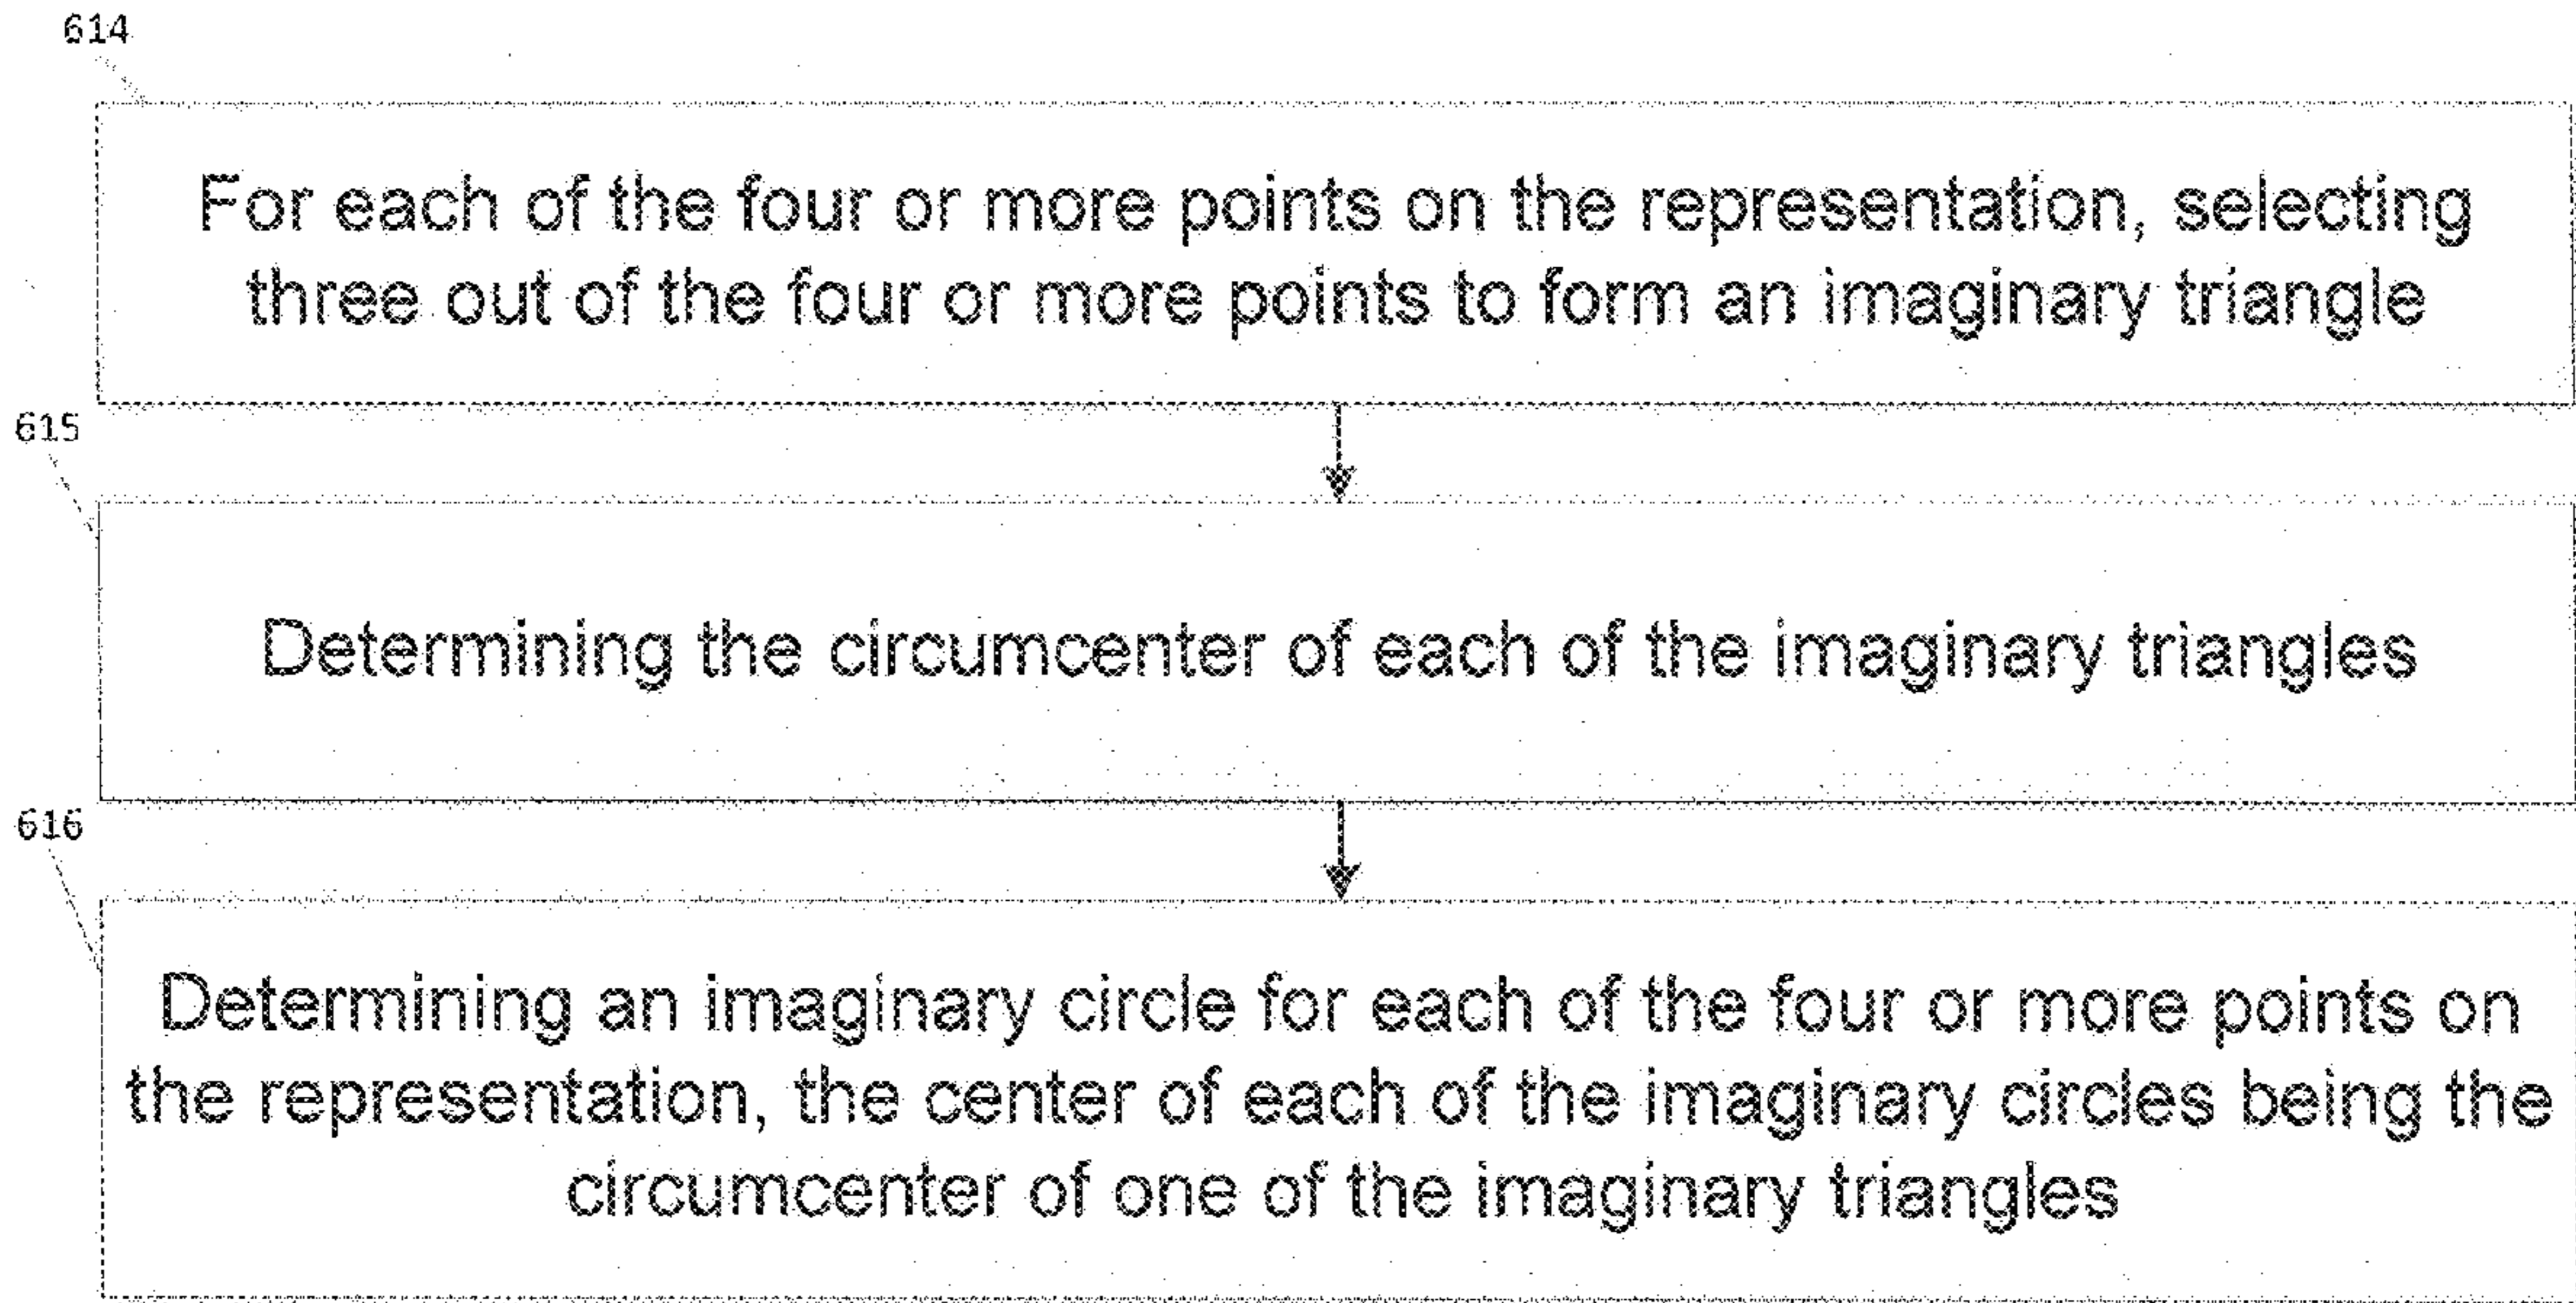 614
For each of the four or more points on the representation, selecting
three out of the four or more points to form an imaginary triangle
615
Determining the circumcenter of each of the imaginary triangles
616
Determining an imaginary circle for each of the four or more points on
the representation, the center of each of the imaginary circles being the
circumcenter of one of the imaginary triangles